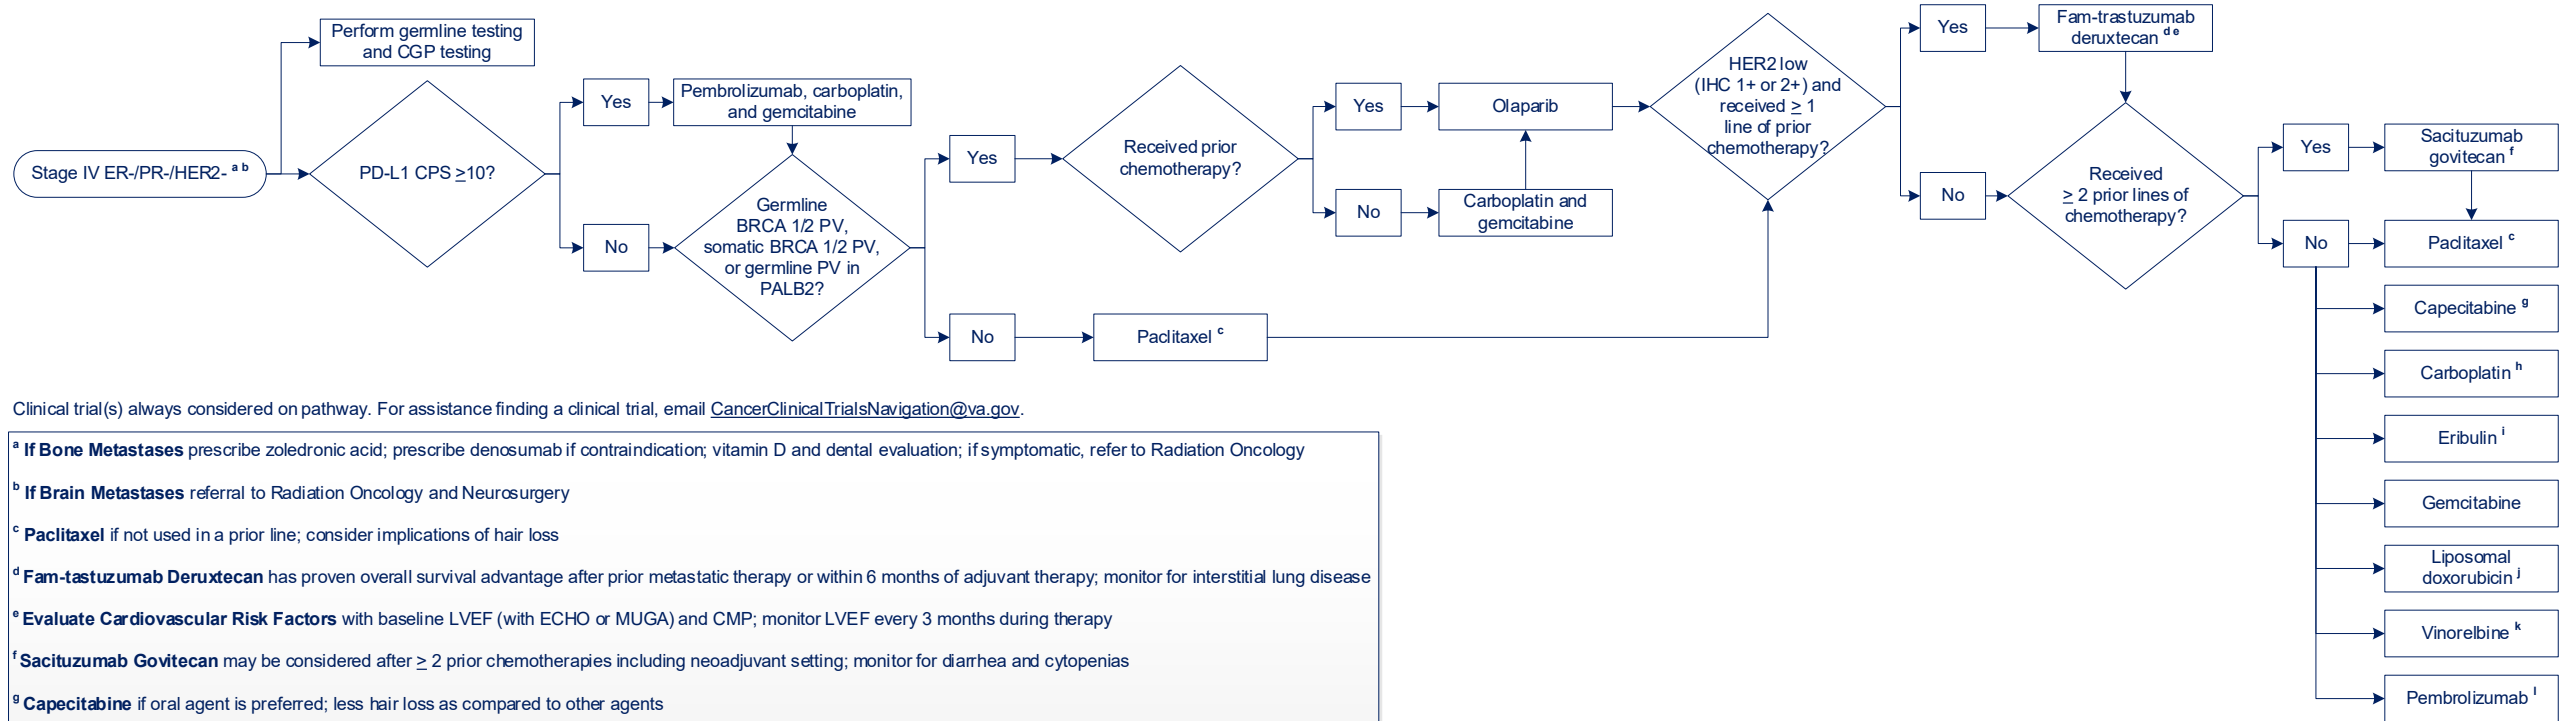 Perform germline testing
and CGP testing
Stage IV ER-/PR-/HER2- a b
PD-L1 CPS ≥10?
Yes
No
Pembrolizumab, carboplatin,
and gemcitabine
Germline
BRCA 1/2 PV,
somatic BRCA 1/2 PV,
or germline PV in
PALB2?
Yes
No
Received prior
chemotherapy?
Paclitaxel c
Yes
No
Olaparib
Carboplatin and
gemcitabine
HER2 low
(IHC 1+ or 2+) and
received ≥ 1
line of prior
chemotherapy?
Yes
No
Fam-trastuzumab
deruxtecan d e
Received
≥ 2 prior lines of
chemotherapy?
Yes
No
Sacituzumab
govitecan f
Paclitaxel c
Capecitabine g
Carboplatin h
Eribulin i
Gemcitabine
Liposomal
doxorubicin j
Vinorelbine k
Pembrolizumab l
Clinical trial(s) always considered on pathway. For assistance finding a clinical trial, email CancerClinicalTrialsNavigation@va.gov.
a If Bone Metastases prescribe zoledronic acid; prescribe denosumab if contraindication; vitamin D and dental evaluation; if symptomatic, refer to Radiation Oncology
b If Brain Metastases referral to Radiation Oncology and Neurosurgery
c Paclitaxel if not used in a prior line; consider implications of hair loss
d Fam-tastuzumab Deruxtecan has proven overall survival advantage after prior metastatic therapy or within 6 months of adjuvant therapy; monitor for interstitial lung disease
e Evaluate Cardiovascular Risk Factors with baseline LVEF (with ECHO or MUGA) and CMP; monitor LVEF every 3 months during therapy
f Sacituzumab Govitecan may be considered after ≥ 2 prior chemotherapies including neoadjuvant setting; monitor for diarrhea and cytopenias
g Capecitabine if oral agent is preferred; less hair loss as compared to other agents